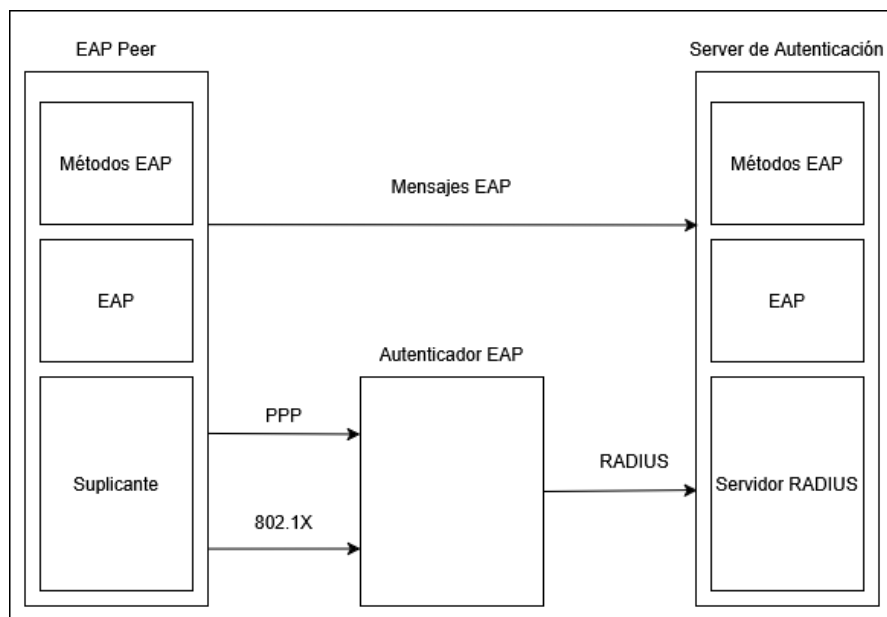 EAP Peer
Server de Autenticación
Métodos EAP
Mensajes EAP
Métodos EAP
EAP
EAP
Autenticador EAP
PPP
Suplicante
802.1X
RADIUS
Servidor RADIUS